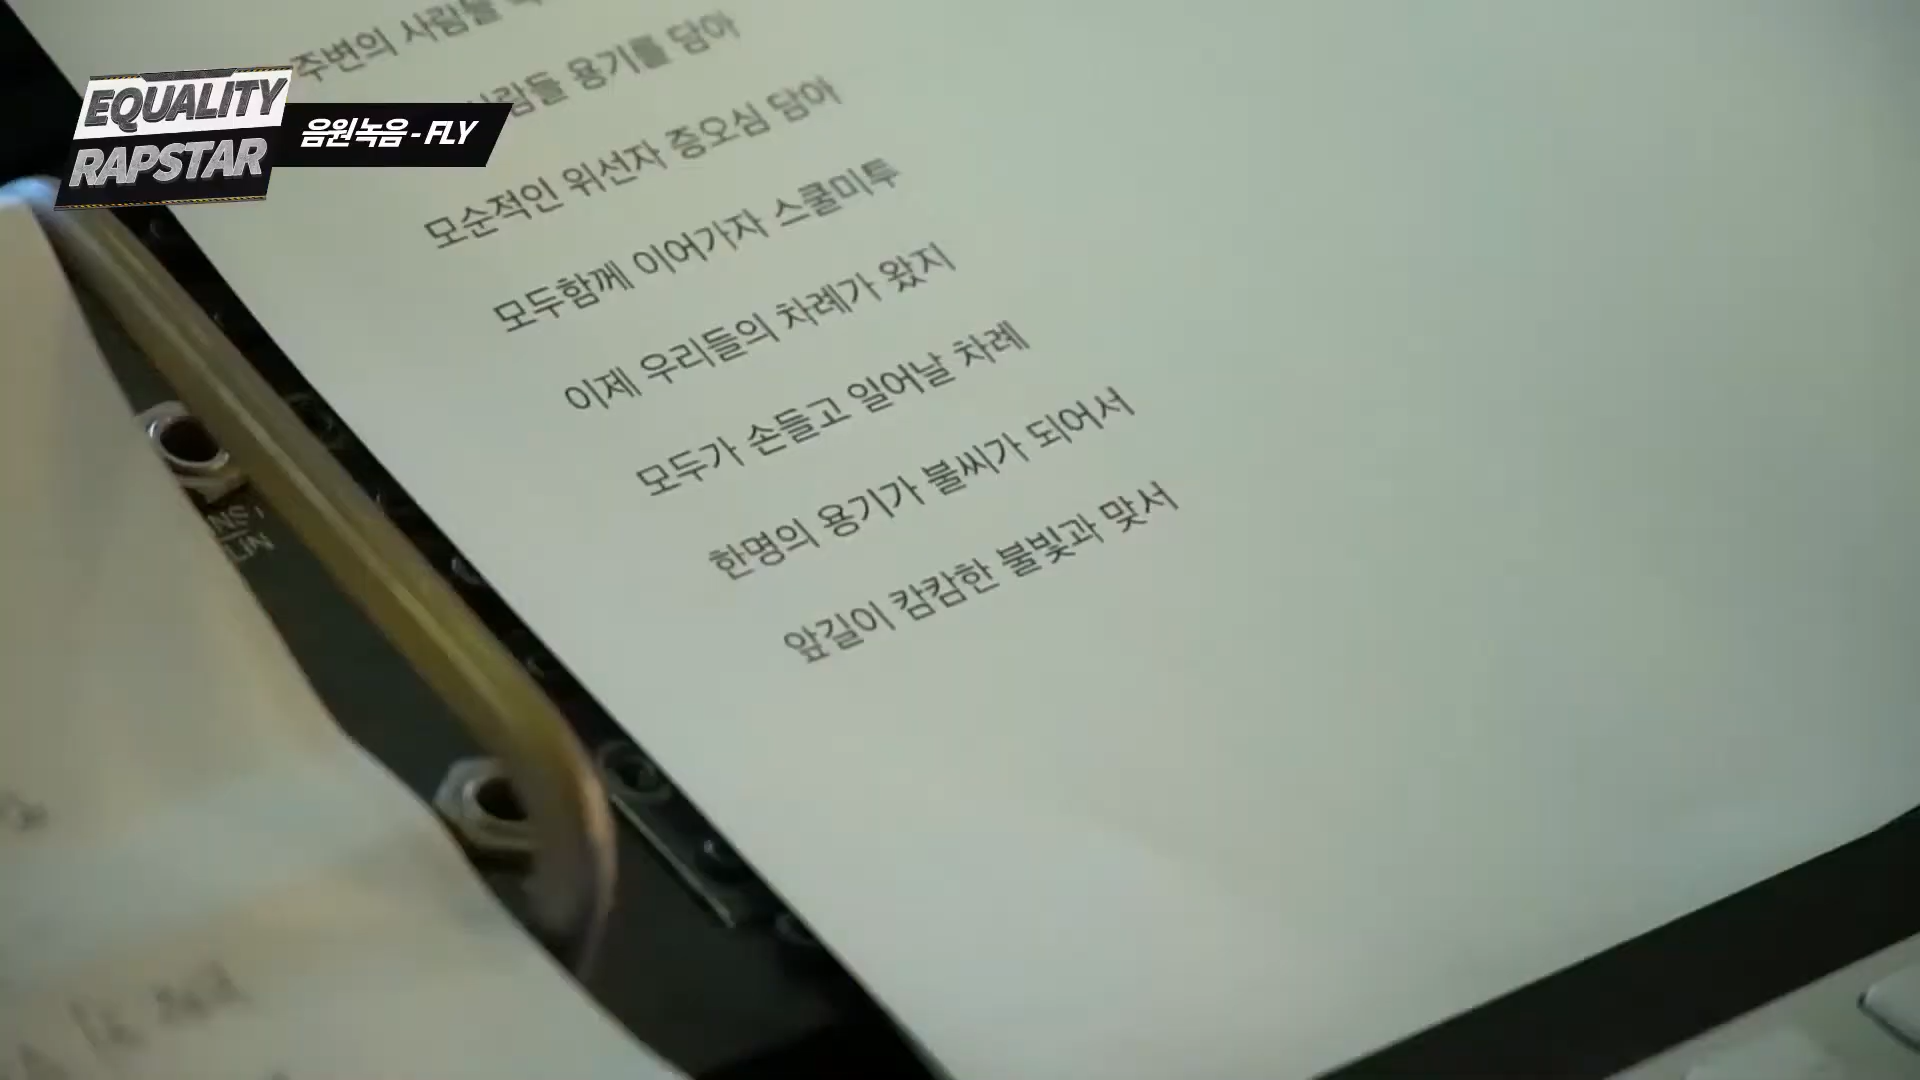 EQUALITY
RAPSTAR
음원녹음 - FLY
주변의 사람들
사람들 용기를 담아
모순적인 위선자 증오심 담아
모두함께 이어가자 스쿨미투
이제 우리들의 차례가 왔지
모두가 손들고 일어날 차례
한명의 용기가 불씨가 되어서
앞길이 캄캄한 불빛과 맞서